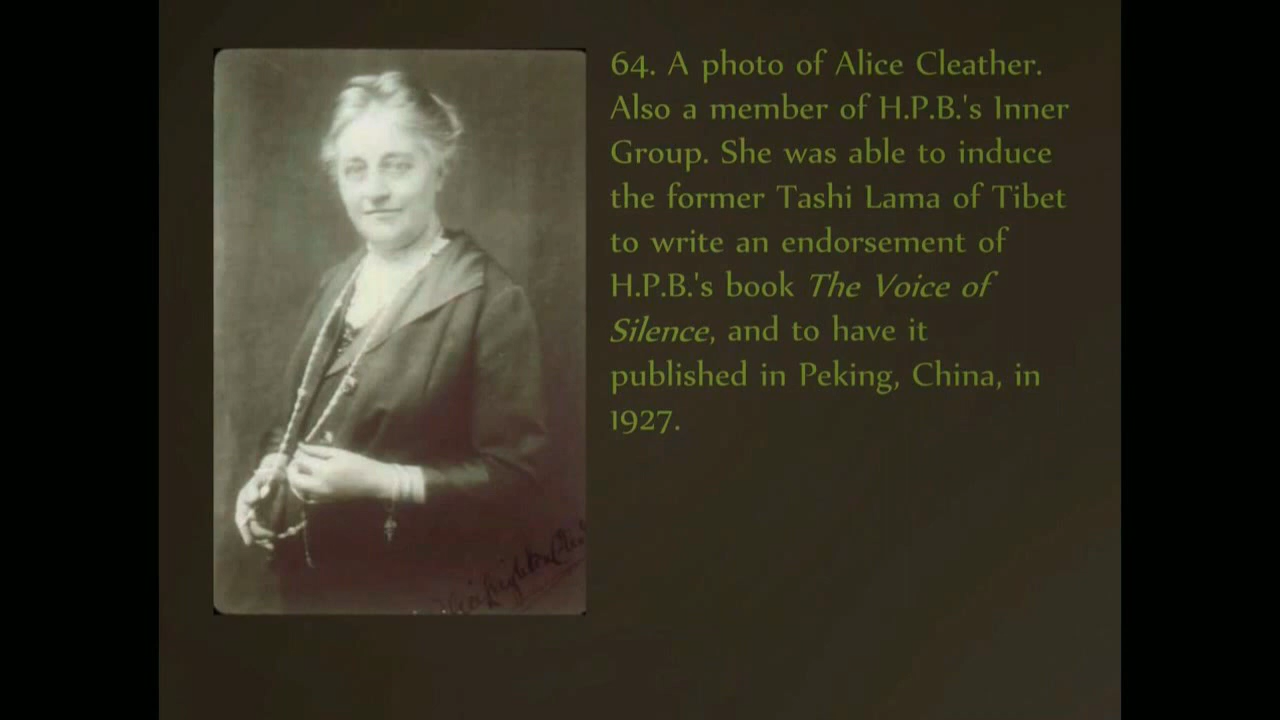 64. A photo of Alice Cleather.
Also a member of H.P.B.'s Inner
Group. She was able to induce
the former Tashi Lama of Tibet
to write an endorsement of
H.P.B.'s book The Voice of
Silence, and to have it
published in Peking, China, in
1927.